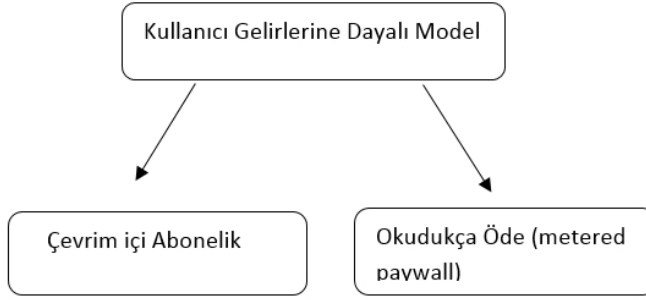 Kullanıcı Gelirlerine Dayalı Model
Çevrim içi Abonelik
Okudukça Öde (metered
paywall)